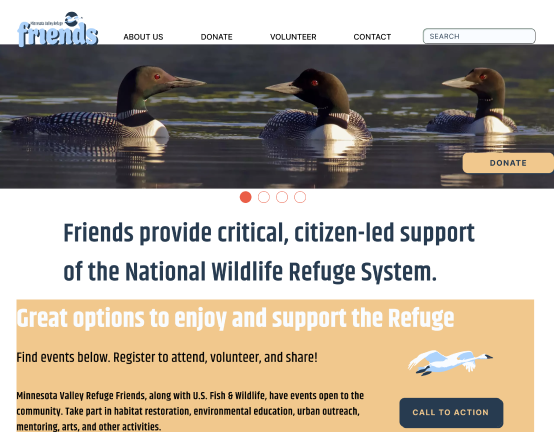 Minnesota Valley Refuge
friends
ABOUT US
DONATE
VOLUNTEER
CONTACT
SEARCH
DONATE
Friends provide critical, citizen-led support
of the National Wildlife Refuge System.
Great options to enjoy and support the Refuge
Find events below. Register to attend, volunteer, and share!
Minnesota Valley Refuge Friends, along with U.S. Fish & Wildlife, have events open to the
community. Take part in habitat restoration, environmental education, urban outreach,
mentoring, arts, and other activities.
CALL TO ACTION